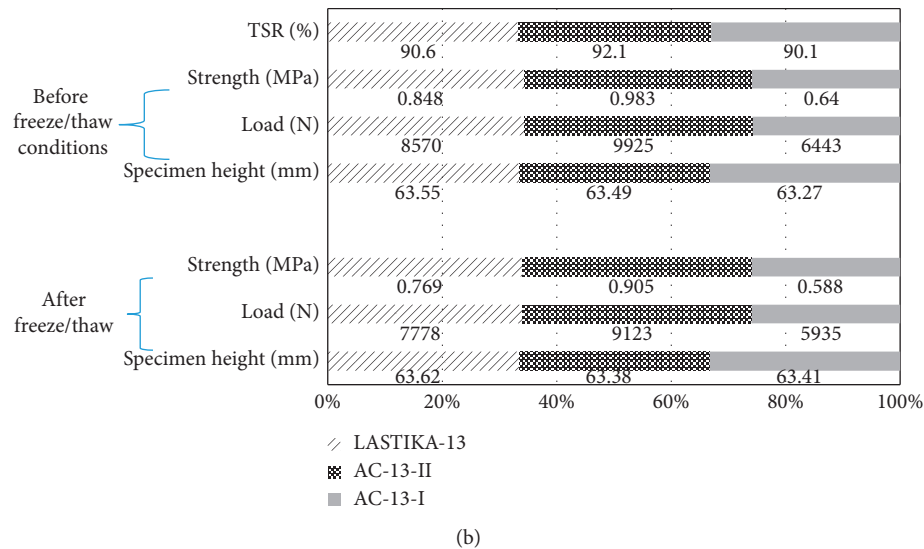 TSR (%)
90.6 92.1 90.1
Strength (MPa)
0.848 0.983 0.64
Before
freeze/thaw
conditions
Load (N)
8570 9925 6443
Specimen height (mm)
63.55 63.49 63.27
Strength (MPa)
0.769 0.905 0.588
After
freeze/thaw
Load (N)
7778 9123 5935
Specimen height (mm)
63.62 63.38 63.41
0% 20% 40% 60% 80% 100%
LASTIKA-13
AC-13-II
AC-13-I
(b)